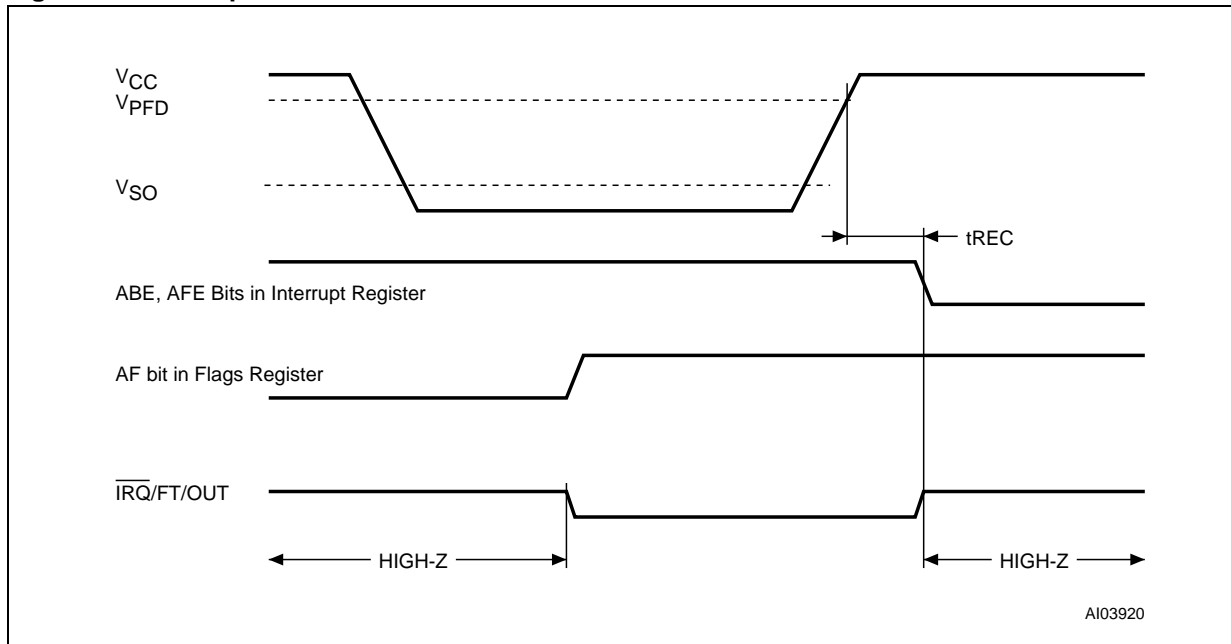 VCC
VPFD
VSO
tREC
ABE, AFE Bits in Interrupt Register
AF bit in Flags Register
IRQ/FT/OUT
HIGH-Z
HIGH-Z
AI03920